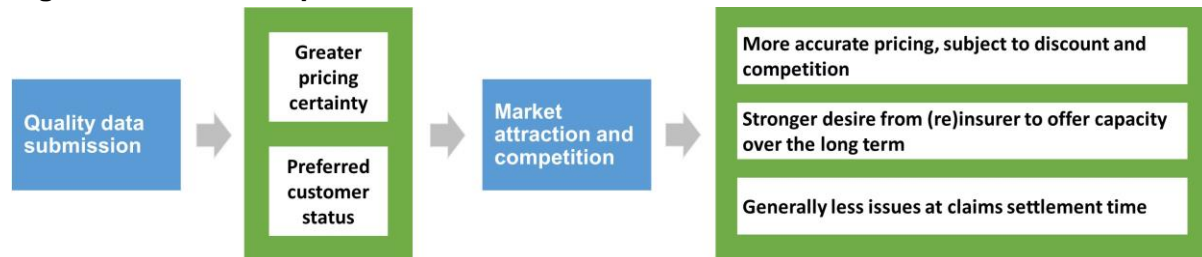 Quality data
submission
Greater
pricing
certainty
Preferred
customer
status
Market
attraction and
competition
More accurate pricing, subject to discount and
competition
Stronger desire from (re)insurer to offer capacity
over the long term
Generally less issues at claims settlement time